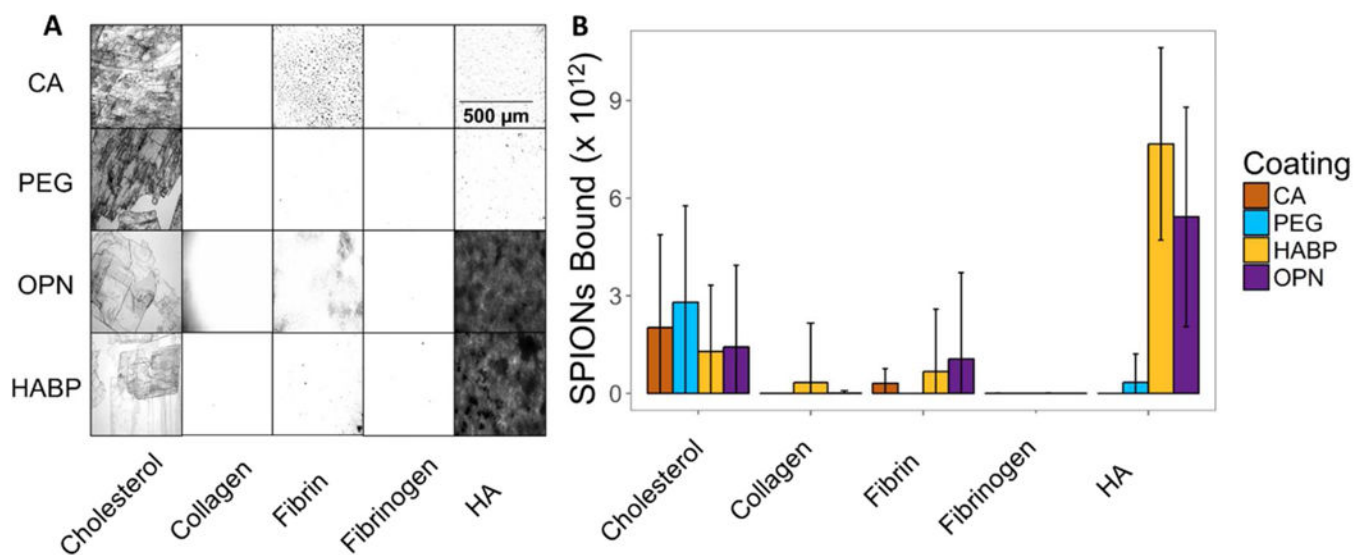 A
CA
PEG
OPN
HABP
500 µm
Cholesterol
Collagen
Fibrin
Fibrinogen
HA
B
SPIONs Bound (x 10¹²)
9
6
3
0
Cholesterol
Collagen
Fibrin
Fibrinogen
HA
Coating
CA
PEG
HABP
OPN